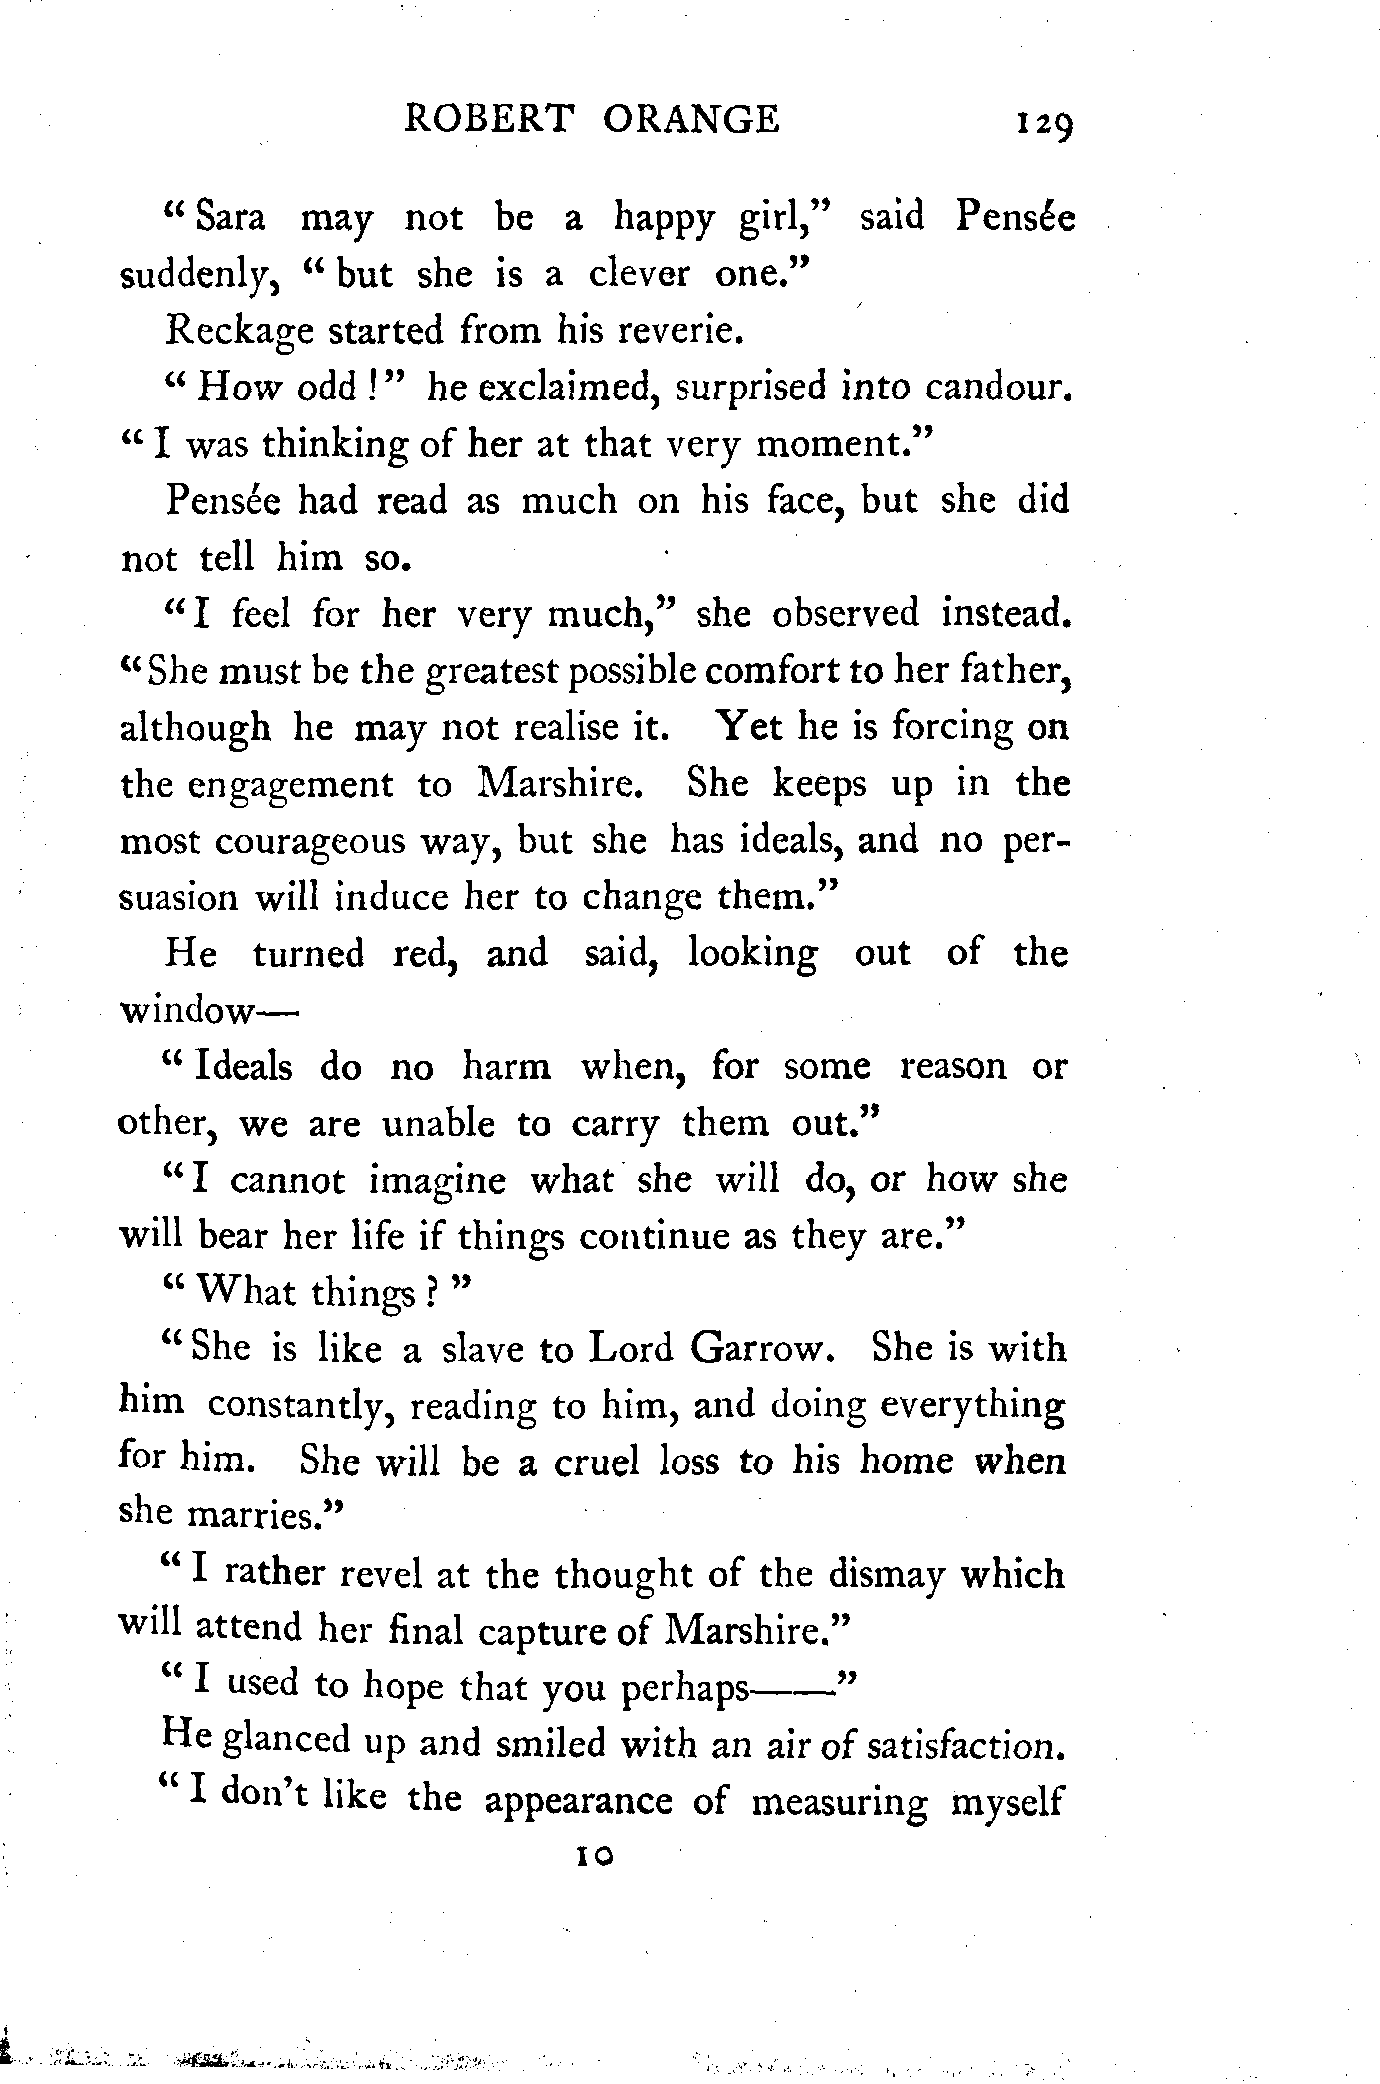 ROBERT ORANGE 129
“ Sara may not be a happy girl,” said Pensée
suddenly, “ but she is a clever one.”
Reckage started from his reverie.
“ How odd !” he exclaimed, surprised into candour.
“ I was thinking of her at that very moment.”
Pensée had read as much on his face, but she did
not tell him so.
“ I feel for her very much,” she observed instead.
“ She must be the greatest possible comfort to her father,
although he may not realise it. Yet he is forcing on
the engagement to Marshire. She keeps up in the
most courageous way, but she has ideals, and no per-
suasion will induce her to change them.”
He turned red, and said, looking out of the
window—
“ Ideals do no harm when, for some reason or
other, we are unable to carry them out.”
“ I cannot imagine what she will do, or how she
will bear her life if things continue as they are.”
“ What things ? ”
“ She is like a slave to Lord Garrow. She is with
him constantly, reading to him, and doing everything
for him. She will be a cruel loss to his home when
she marries.”
“ I rather revel at the thought of the dismay which
will attend her final capture of Marshire.”
“ I used to hope that you perhaps——”
He glanced up and smiled with an air of satisfaction.
“ I don’t like the appearance of measuring myself
10